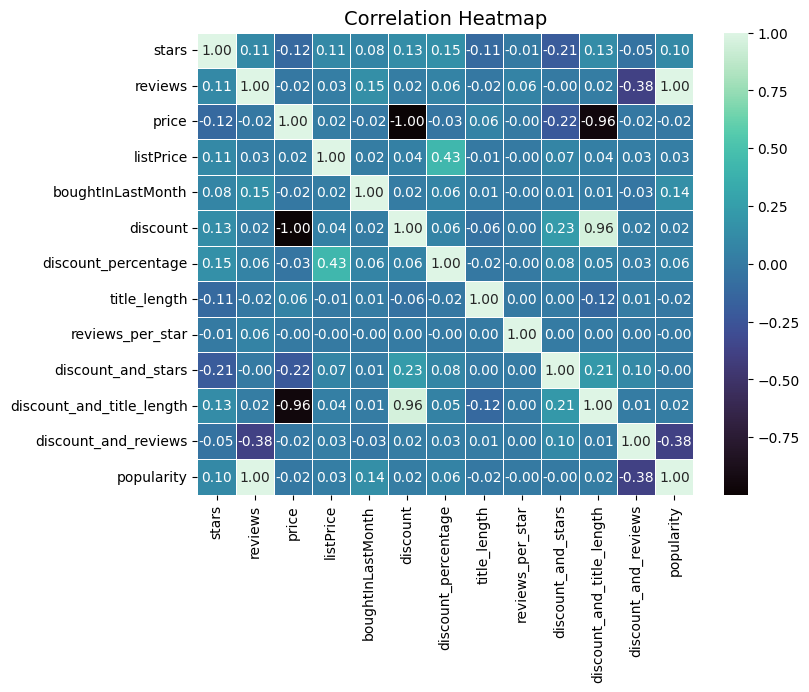 Correlation Heatmap
stars 1.00 0.11 -0.12 0.11 0.08 0.13 0.15 -0.11 -0.01 -0.21 0.13 -0.05 0.10
reviews 0.11 1.00 -0.02 0.03 0.15 0.02 0.06 -0.02 0.06 -0.00 0.02 -0.38 1.00
price -0.12 -0.02 1.00 0.02 -0.02 -1.00 -0.03 0.06 -0.00 -0.22 -0.96 -0.02 -0.02
listPrice 0.11 0.03 0.02 1.00 0.02 0.04 0.43 -0.01 -0.00 0.07 0.04 0.03 0.03
boughtInLastMonth 0.08 0.15 -0.02 0.02 1.00 0.02 0.06 0.01 -0.00 0.01 0.01 -0.03 0.14
discount 0.13 0.02 -1.00 0.04 0.02 1.00 0.06 -0.06 0.00 0.23 0.96 0.02 0.02
discount_percentage 0.15 0.06 -0.03 0.43 0.06 0.06 1.00 -0.02 -0.00 0.08 0.05 0.03 0.06
title_length -0.11 -0.02 0.06 -0.01 0.01 -0.06 -0.02 1.00 0.00 0.00 -0.12 0.01 -0.02
reviews_per_star -0.01 0.06 -0.00 -0.00 -0.00 0.00 -0.00 0.00 1.00 0.00 0.00 -0.00 -0.00
discount_and_stars -0.21 -0.00 -0.22 0.07 0.01 0.23 0.08 0.00 0.00 1.00 0.21 0.10 -0.00
discount_and_title_length 0.13 0.02 -0.96 0.04 0.01 0.96 0.05 -0.12 0.00 0.21 1.00 0.01 0.02
discount_and_reviews -0.05 -0.38 -0.02 0.03 -0.03 0.02 0.03 0.01 0.00 0.10 0.01 1.00 -0.38
popularity 0.10 1.00 -0.02 0.03 0.14 0.02 0.06 -0.02 -0.00 -0.00 0.02 -0.38 1.00
stars
reviews
price
listPrice
boughtInLastMonth
discount
discount_percentage
title_length
reviews_per_star
discount_and_stars
discount_and_title_length
discount_and_reviews
popularity
1.00
0.75
0.50
0.25
0.00
−0.25
−0.50
−0.75